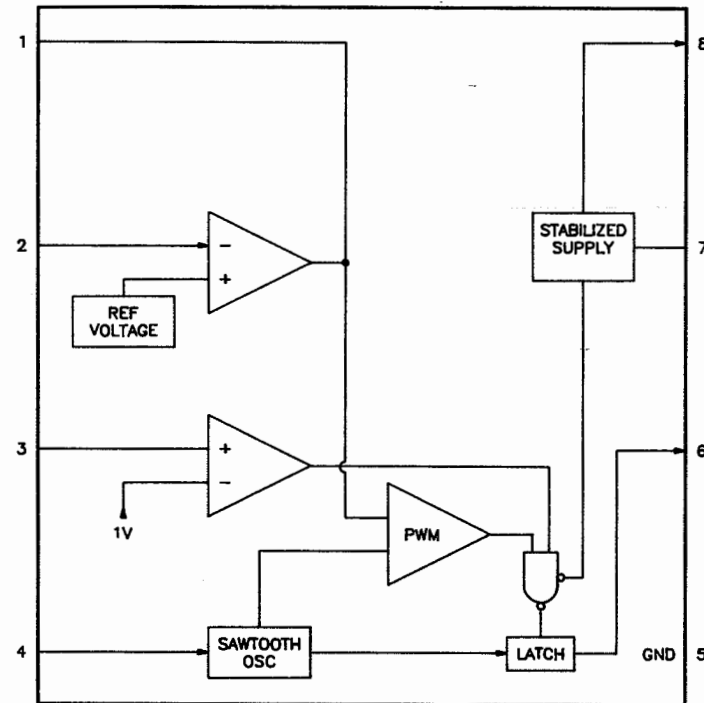 1
8
2
−
+
REF
VOLTAGE
STABILIZED
SUPPLY
7
3
+
−
1V
PWM
6
4
SAWTOOTH
OSC
LATCH
GND 5